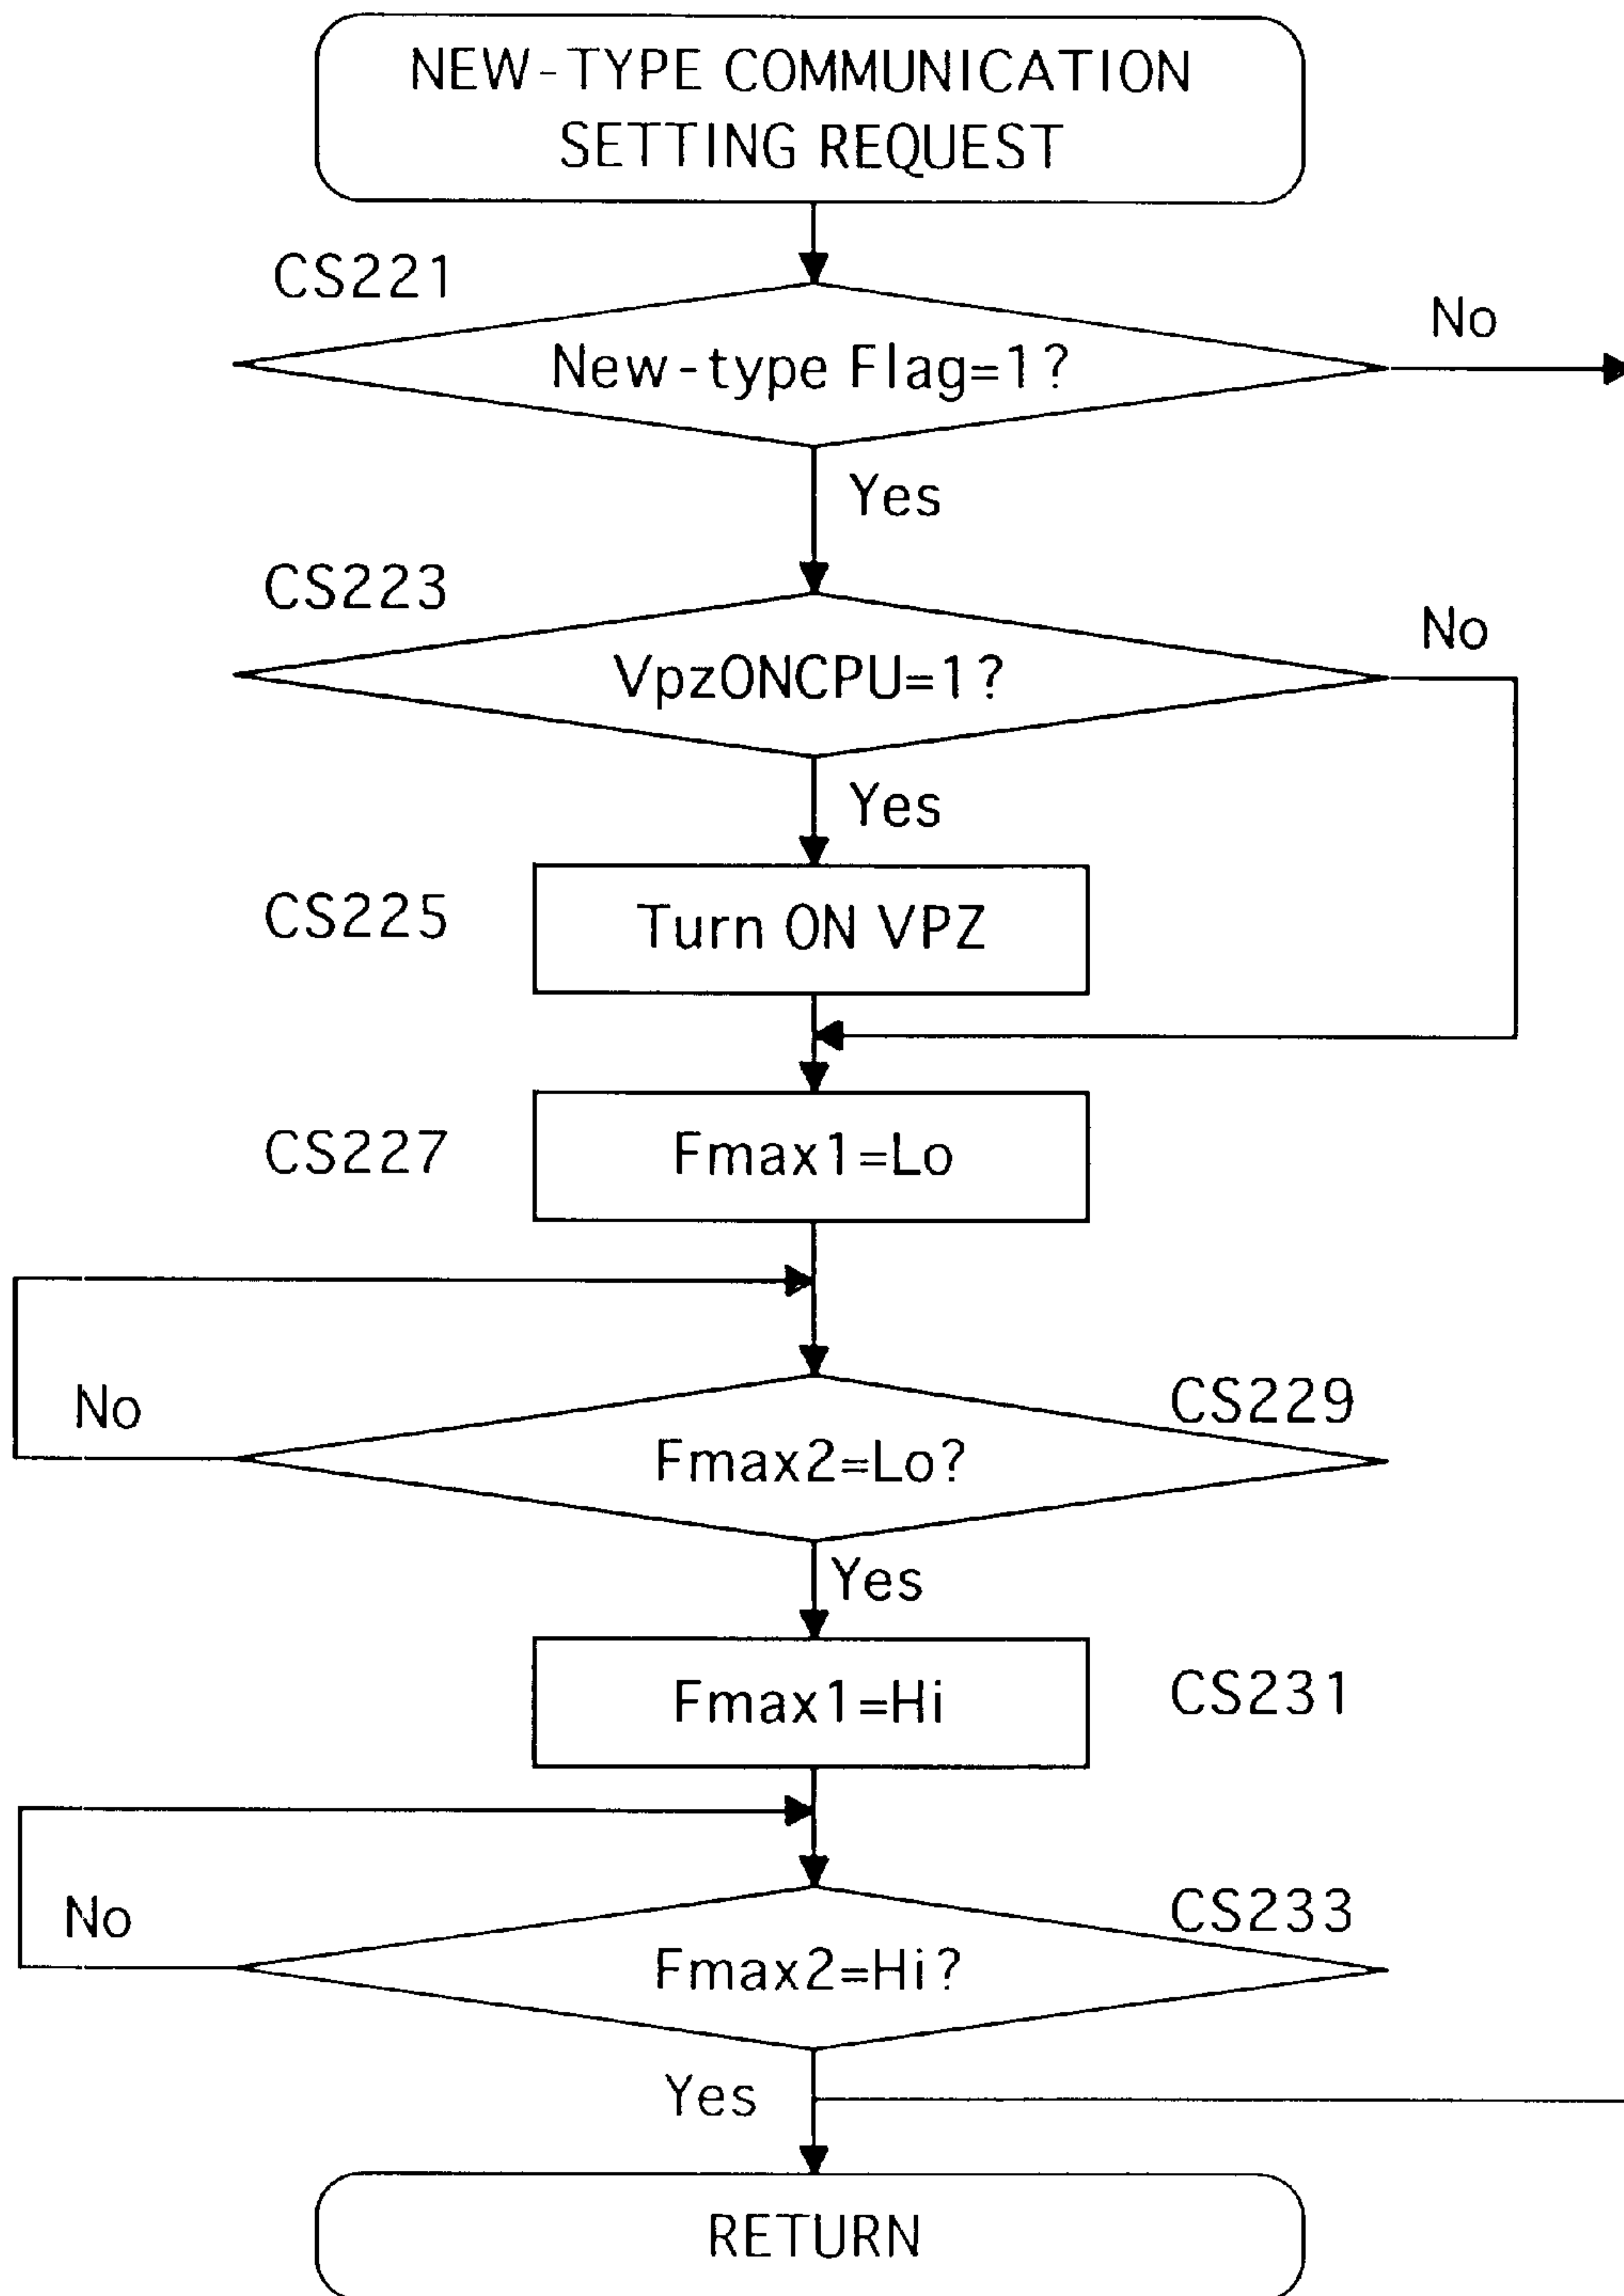 NEW-TYPE COMMUNICATION
SETTING REQUEST
CS221
No
New-type Flag=1?
Yes
CS223
No
VpzONCPU=1?
Yes
CS225
Turn ON VPZ
CS227
Fmax1=Lo
No
CS229
Fmax2=Lo?
Yes
Fmax1=Hi
CS231
No
CS233
Fmax2=Hi?
Yes
RETURN